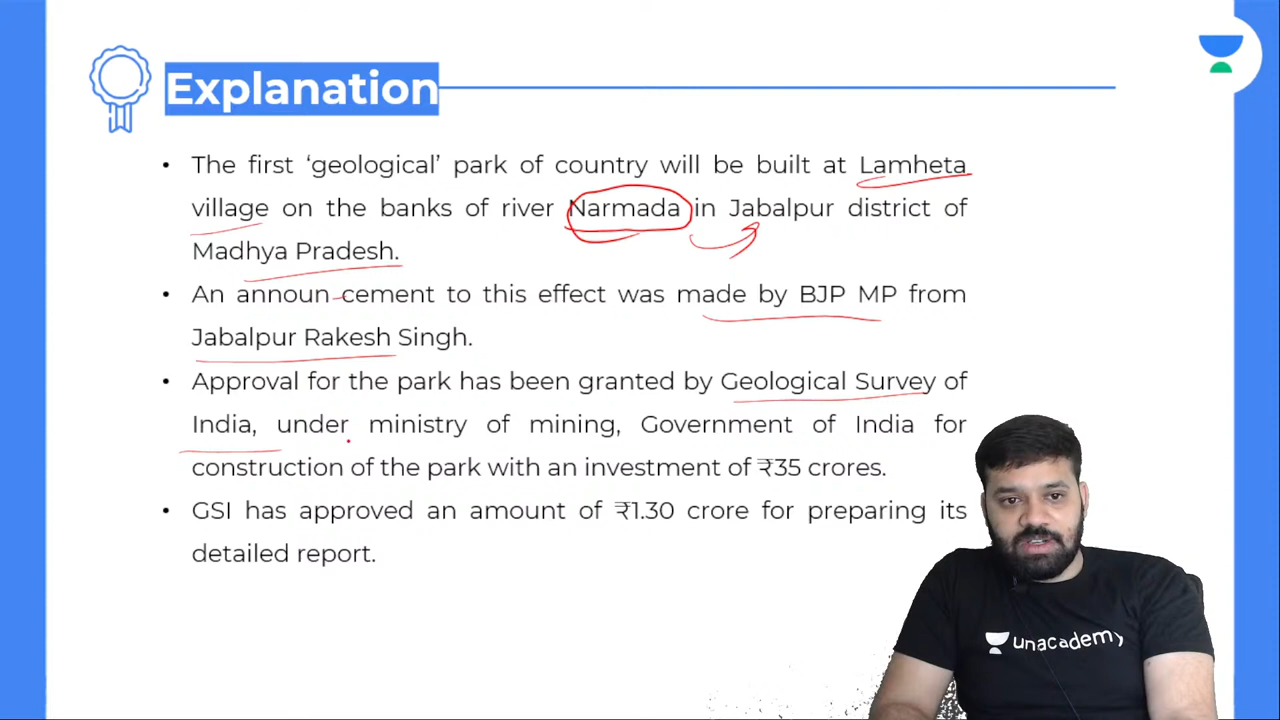 Explanation
• The first ‘geological’ park of country will be built at Lamheta
village on the banks of river Narmada in Jabalpur district of
Madhya Pradesh.
• An announ cement to this effect was made by BJP MP from
Jabalpur Rakesh Singh.
• Approval for the park has been granted by Geological Survey of
India, under ministry of mining, Government of India for
construction of the park with an investment of ₹35 crores.
• GSI has approved an amount of ₹1.30 crore for preparing its
detailed report.
unacademy